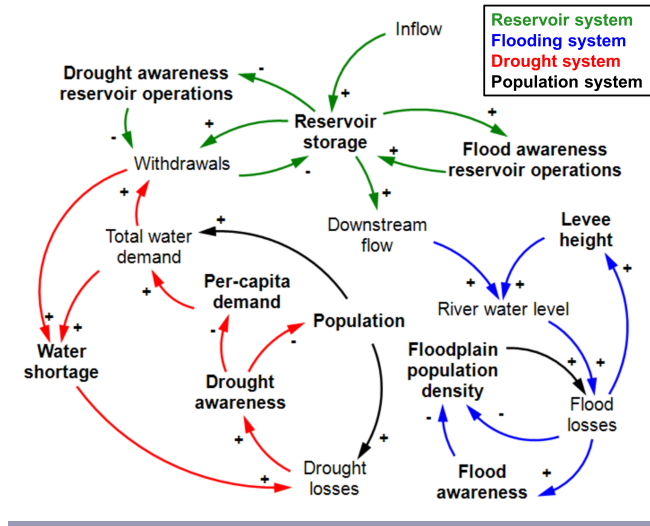 Reservoir system
Flooding system
Drought system
Population system
Inflow
Drought awareness
reservoir operations
-
+
+
+
Reservoir
storage
-
+
Flood awareness
reservoir operations
Withdrawals
-
+
+
Downstream
flow
Levee
height
Total water
demand
+
+
+
+
+
Per-capita
demand
River water level
+
+
-
-
Population
Water
shortage
Floodplain
population
density
+
+
Drought
awareness
-
-
Flood
losses
+
+
Drought
losses
+
Flood
awareness
+